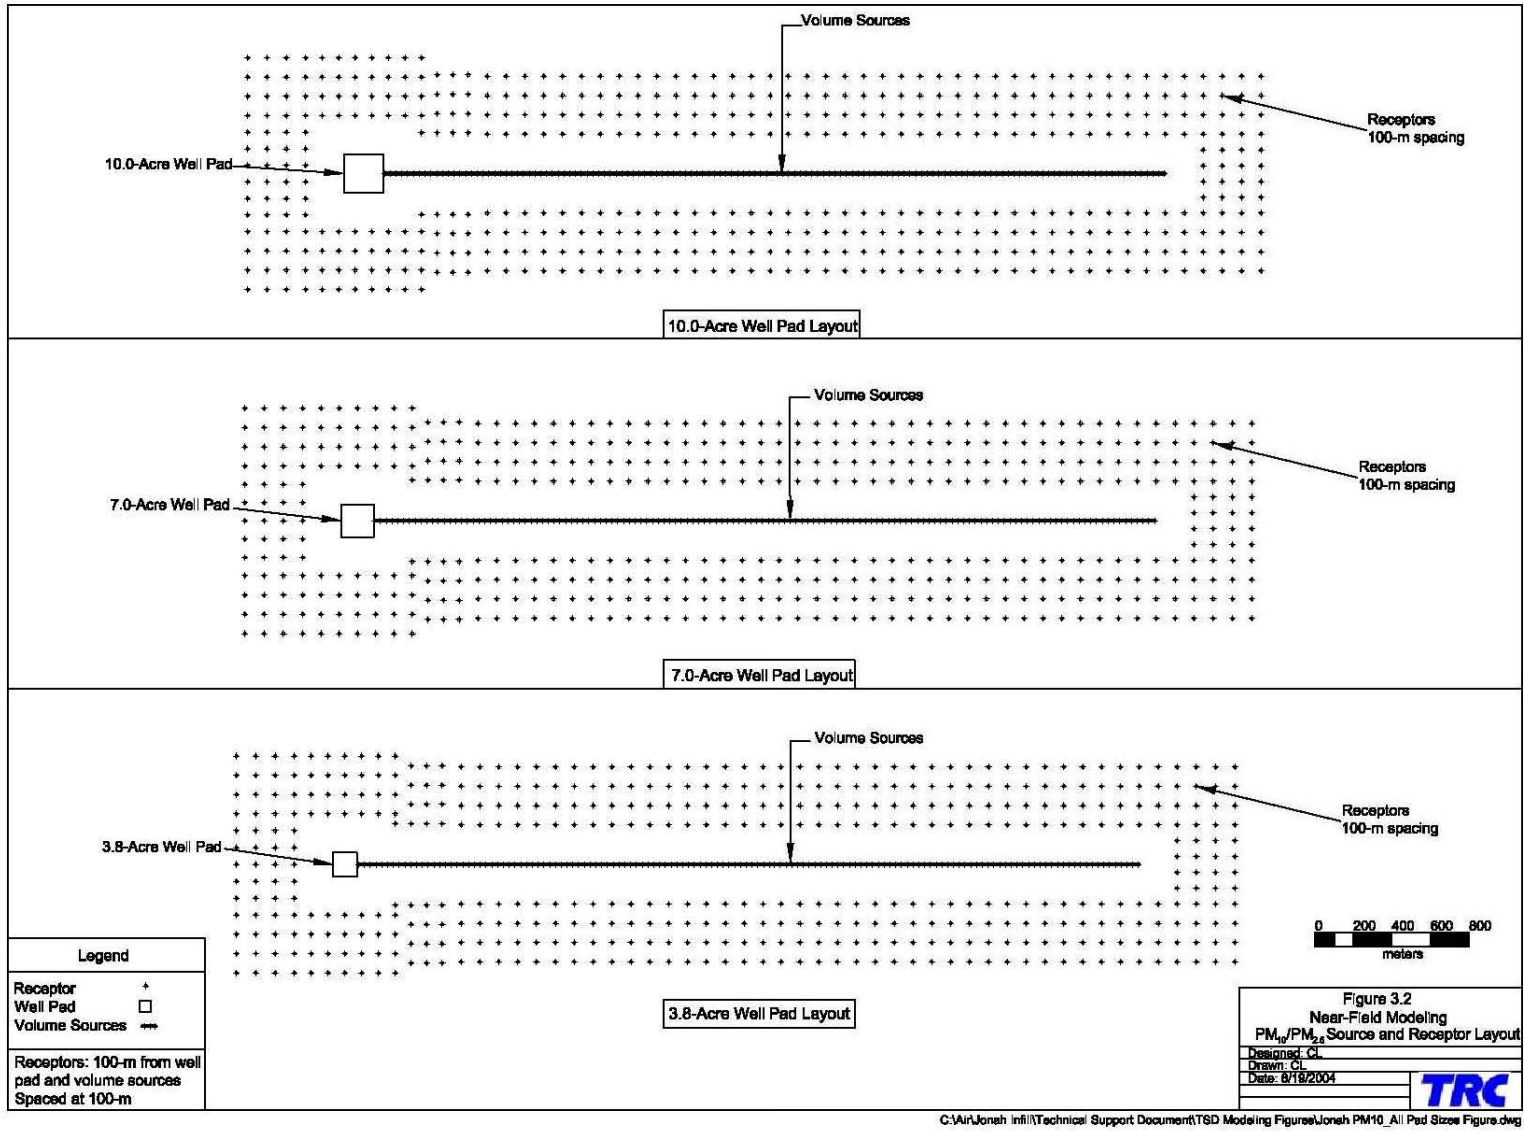 Volume Sources
Receptors
100-m spacing
10.0-Acre Well Pad
10.0-Acre Well Pad Layout
Volume Sources
Receptors
100-m spacing
7.0-Acre Well Pad
7.0-Acre Well Pad Layout
Volume Sources
Receptors
100-m spacing
3.8-Acre Well Pad
3.8-Acre Well Pad Layout
0 200 400 600 800
meters
Legend
Receptor
Well Pad
Volume Sources
Receptors: 100-m from well
pad and volume sources
Spaced at 100-m
Figure 3.2
Near-Field Modeling
PM10/PM2.5 Source and Receptor Layout
Designed: CL
Drawn: CL
Date: 8/19/2004
TRC
C:\Air\Jonah Infill\Technical Support Document\TSD Modeling Figures\Jonah PM10_All Pad Sizes Figure.dwg